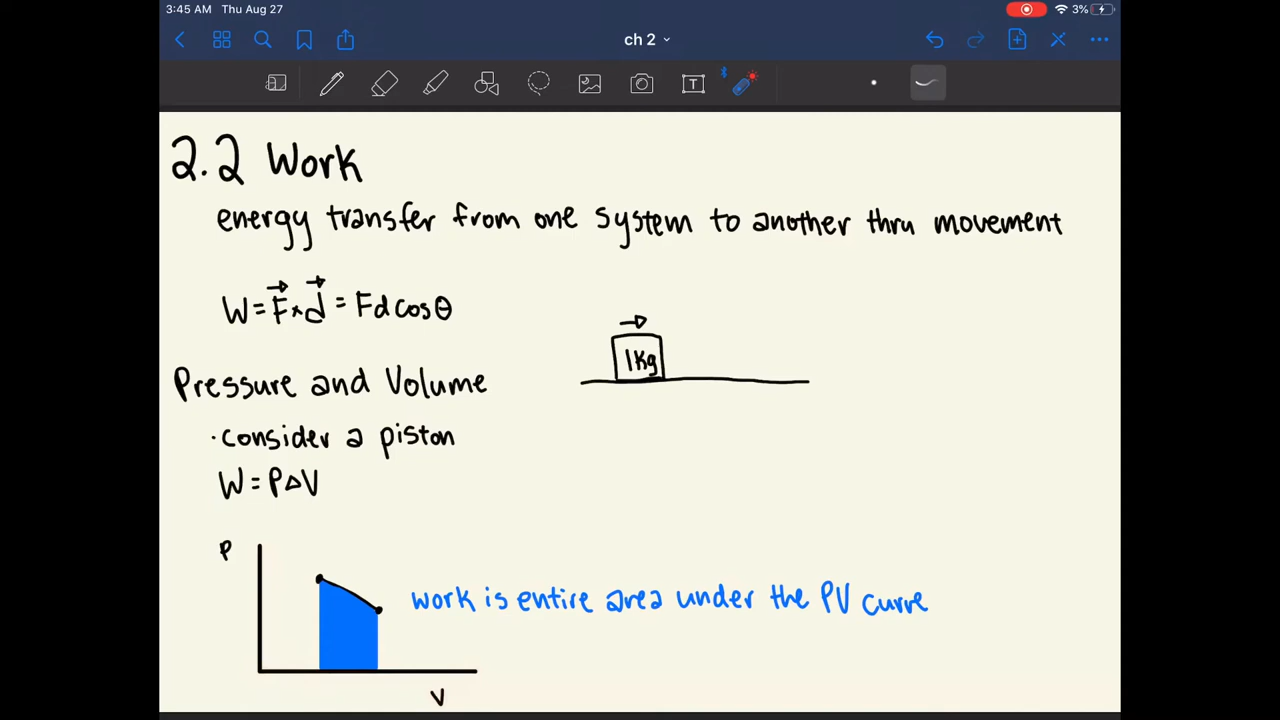 3:45 AM Thu Aug 27
3%
ch 2
T
2.2 Work
energy transfer from one system to another thru movement
W = F × d = Fd cosθ
1kg
Pressure and Volume
· consider a piston
W = PΔV
P
work is entire area under the PV curve
V